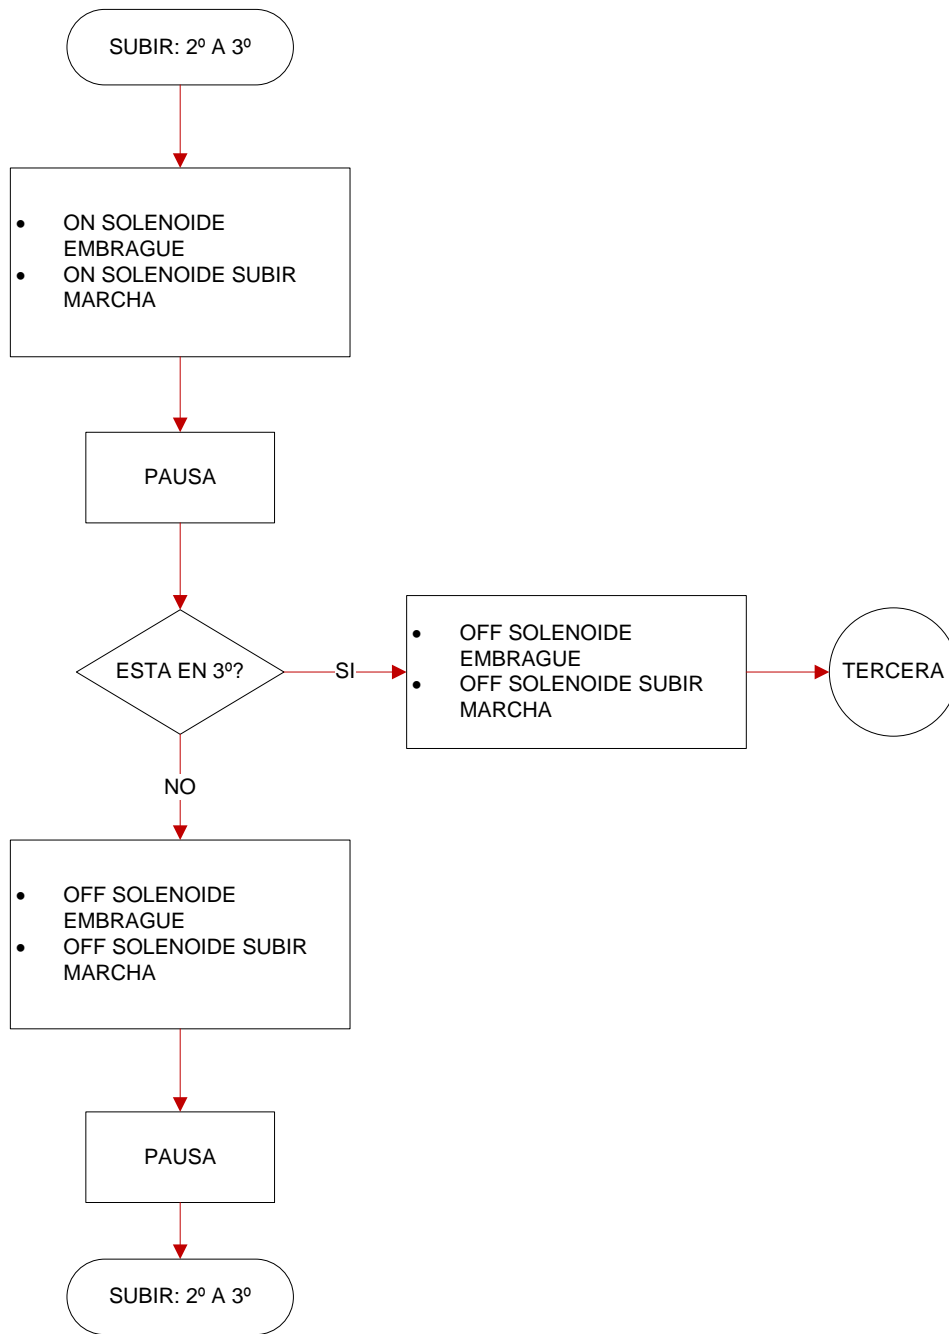 SUBIR: 2º A 3º
• ON SOLENOIDE
EMBRAGUE
• ON SOLENOIDE SUBIR
MARCHA
PAUSA
ESTA EN 3º?
SI
• OFF SOLENOIDE
EMBRAGUE
• OFF SOLENOIDE SUBIR
MARCHA
TERCERA
NO
• OFF SOLENOIDE
EMBRAGUE
• OFF SOLENOIDE SUBIR
MARCHA
PAUSA
SUBIR: 2º A 3º